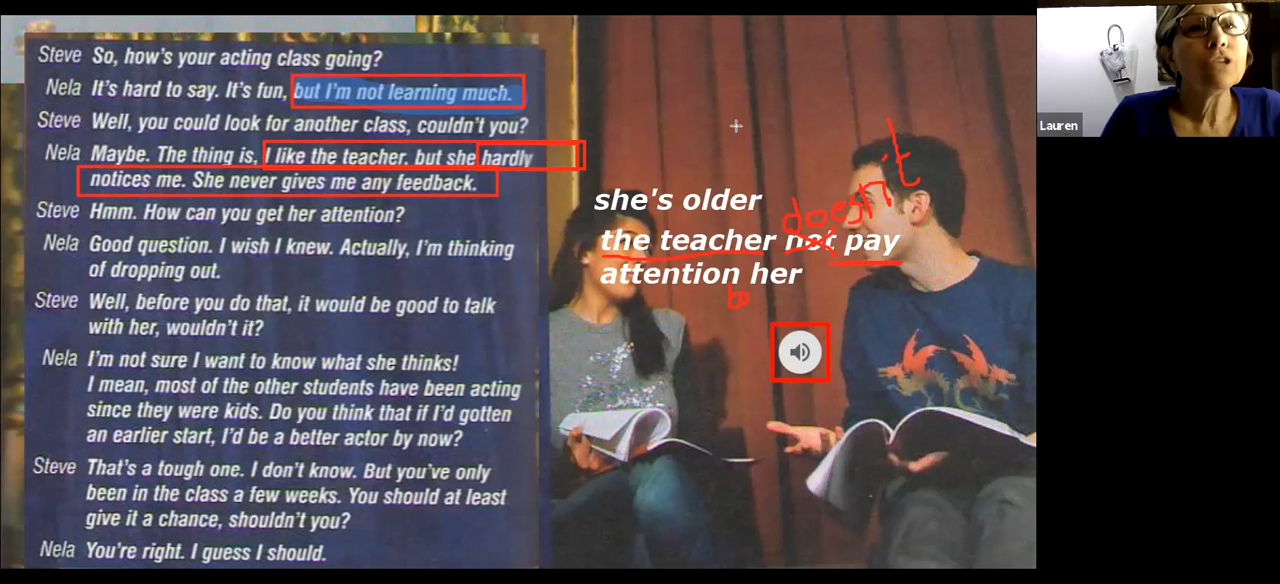 Steve So, how's your acting class going?
Nela It's hard to say. It's fun, but I'm not learning much.
Steve Well, you could look for another class, couldn't you?
Nela Maybe. The thing is, I like the teacher, but she hardly
notices me. She never gives me any feedback.
Steve Hmm. How can you get her attention?
Nela Good question. I wish I knew. Actually, I'm thinking
of dropping out.
Steve Well, before you do that, it would be good to talk
with her, wouldn't it?
Nela I'm not sure I want to know what she thinks!
I mean, most of the other students have been acting
since they were kids. Do you think that if I'd gotten
an earlier start, I'd be a better actor by now?
Steve That's a tough one. I don't know. But you've only
been in the class a few weeks. You should at least
give it a chance, shouldn't you?
Nela You're right. I guess I should.
she's older
doesn't
the teacher not pay
attention her
Lauren